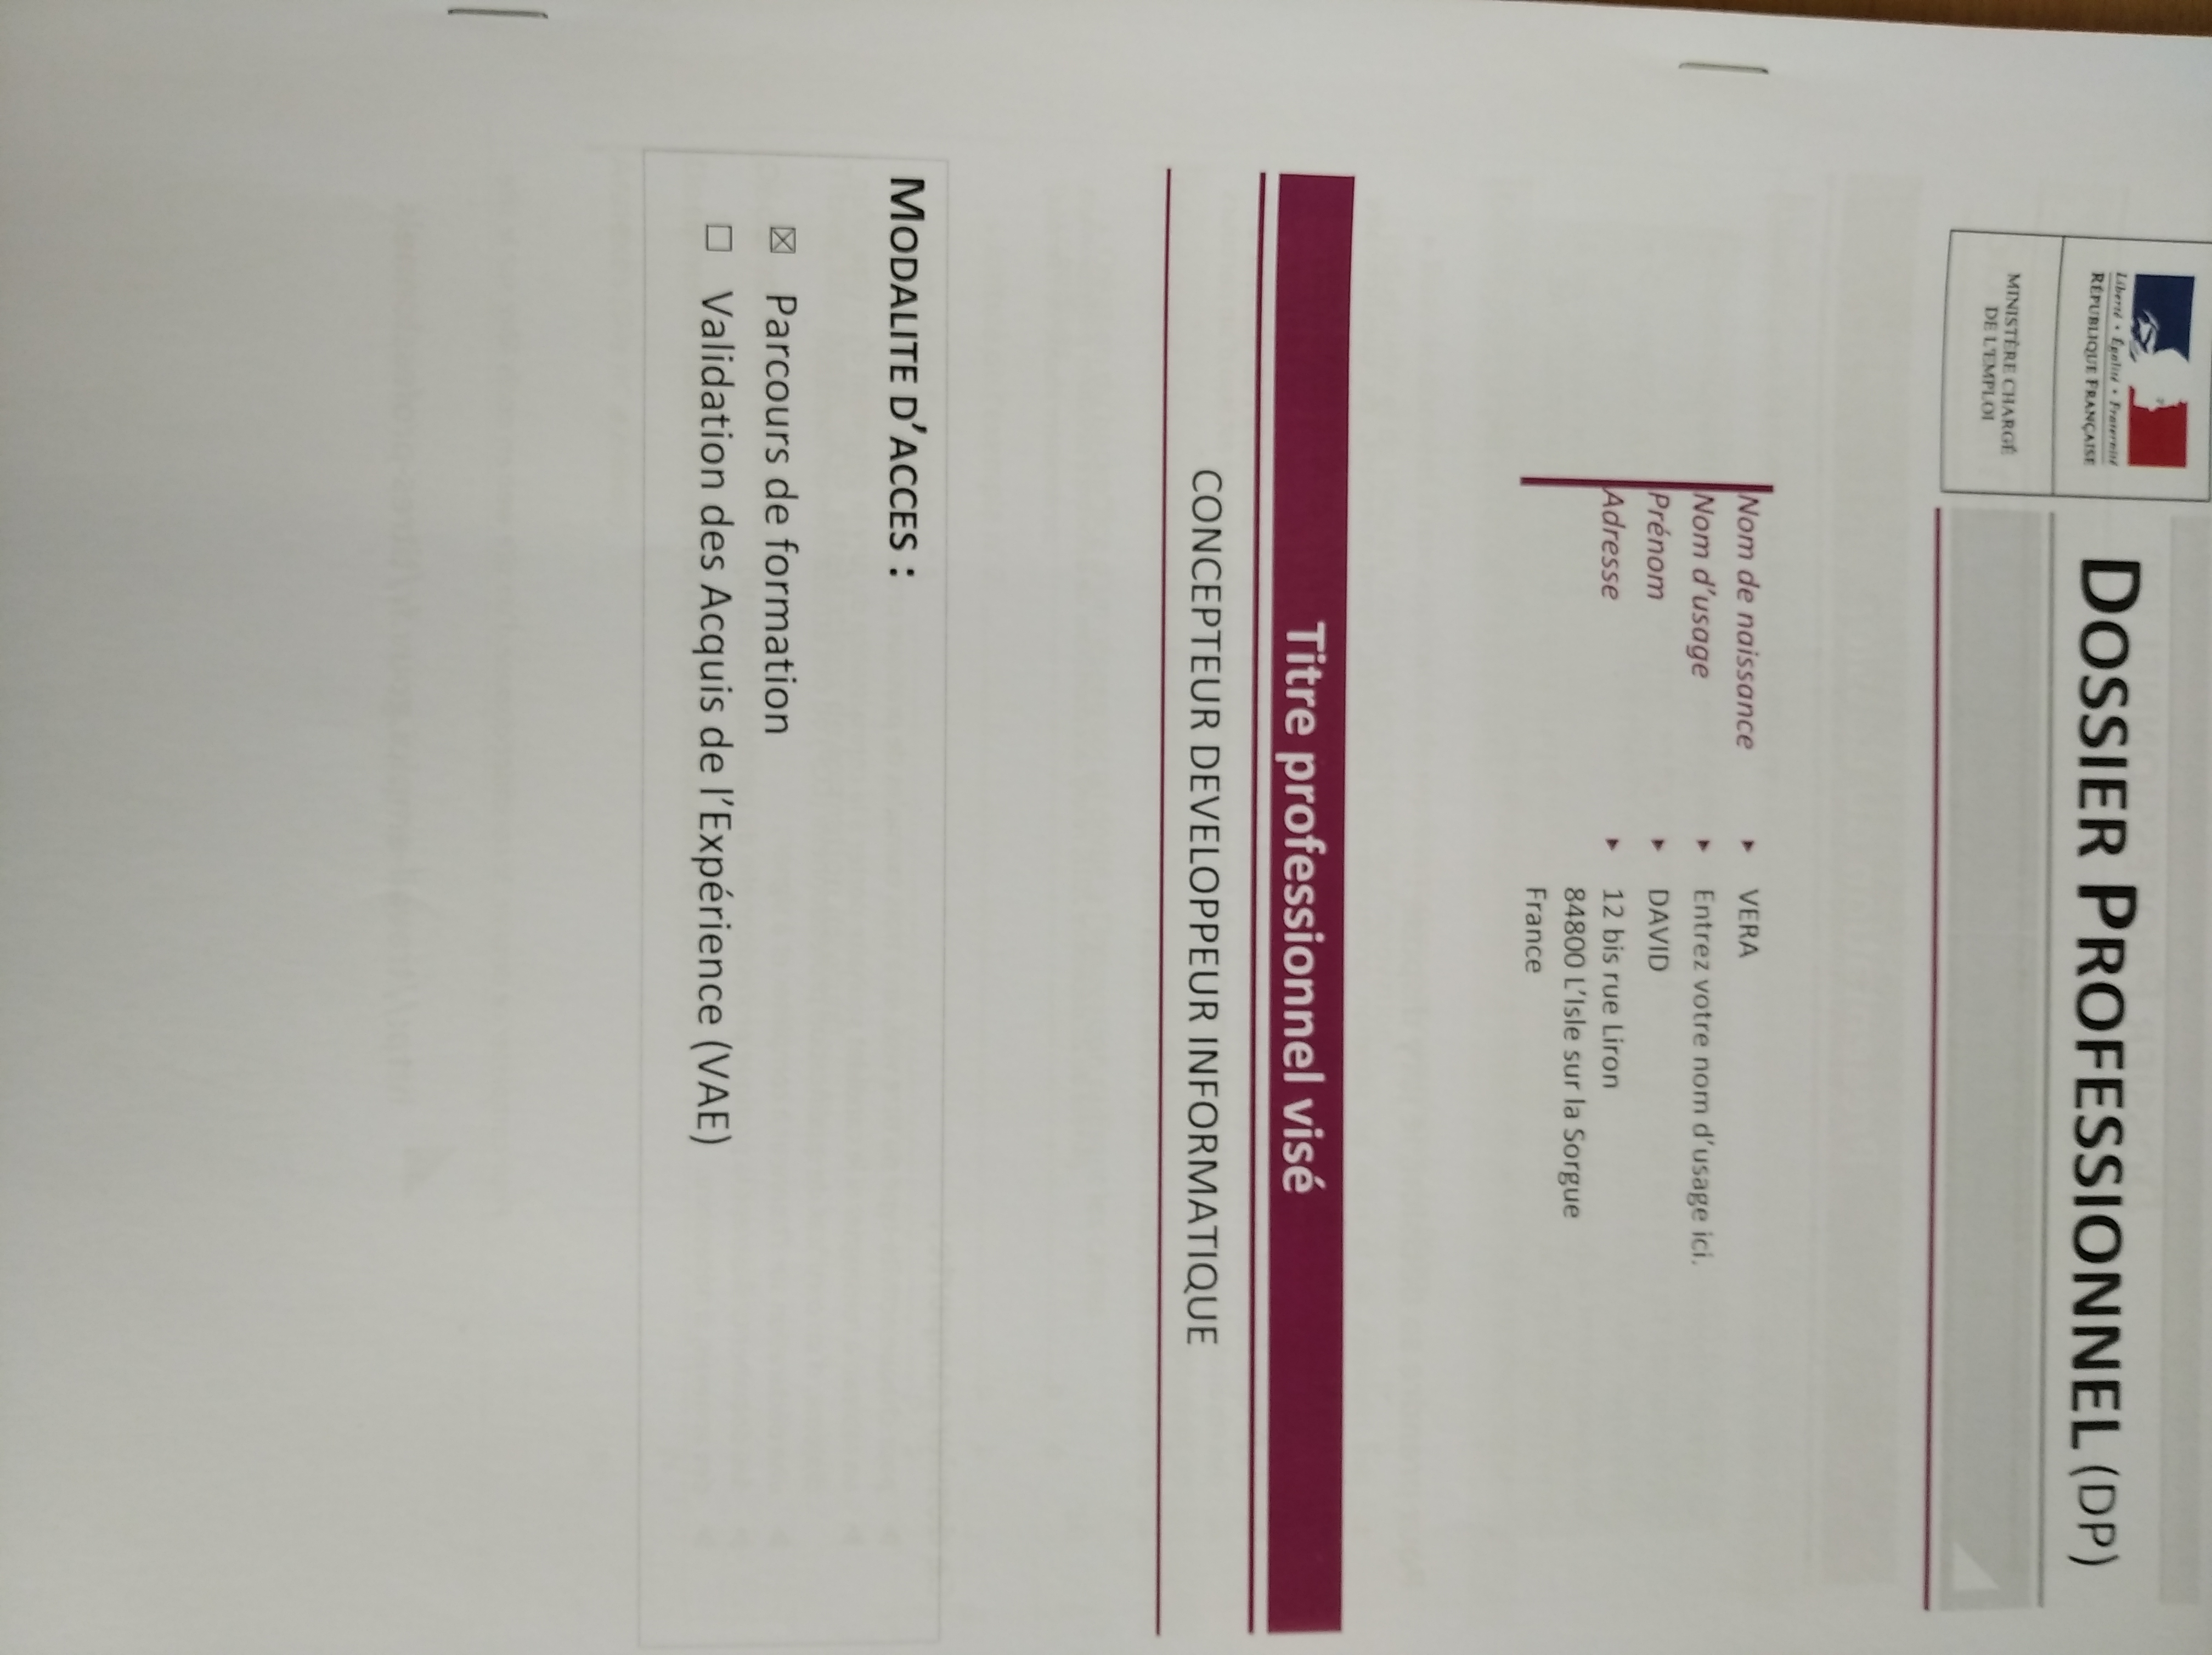 Liberté • Égalité • Fraternité
RÉPUBLIQUE FRANÇAISE
MINISTÈRE CHARGÉ
DE L'EMPLOI
DOSSIER PROFESSIONNEL (DP)
Nom de naissance ▸ VERA
Nom d'usage ▸ Entrez votre nom d'usage ici.
Prénom ▸ DAVID
Adresse ▸ 12 bis rue Liron
84800 L'Isle sur la Sorgue
France
Titre professionnel visé
CONCEPTEUR DEVELOPPEUR INFORMATIQUE
MODALITE D'ACCES :
☒ Parcours de formation
☐ Validation des Acquis de l'Expérience (VAE)